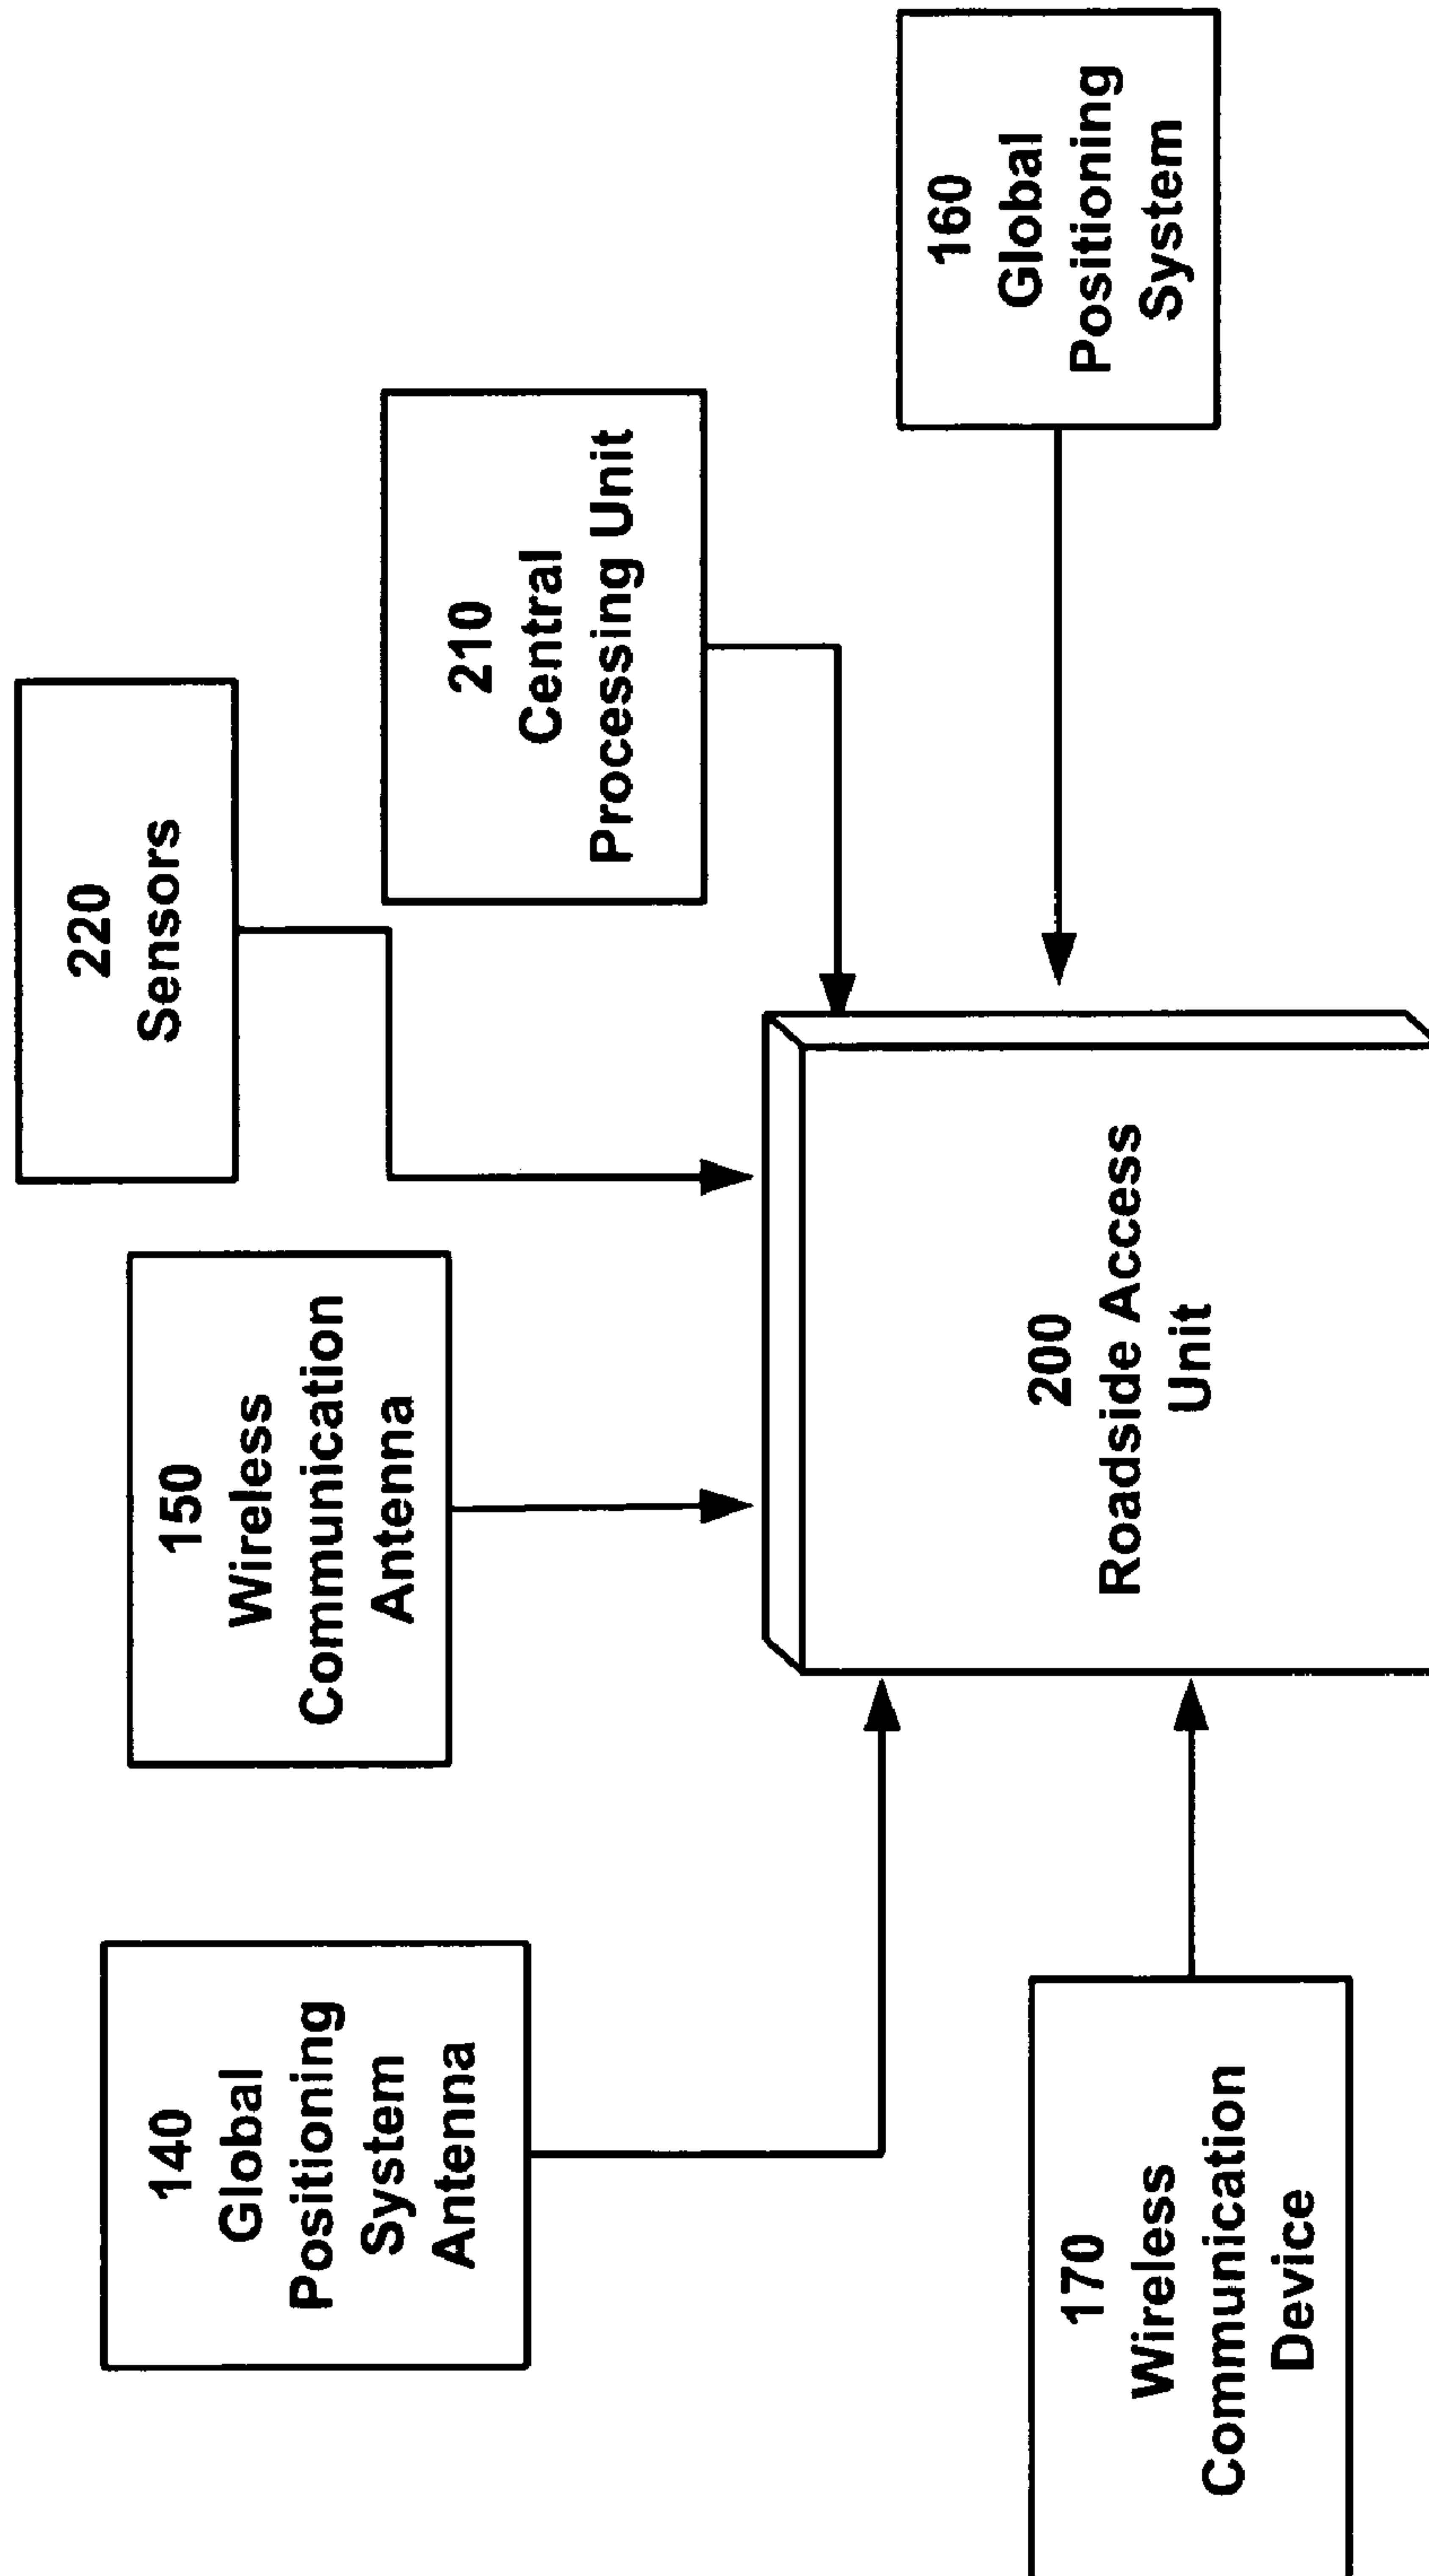 140
Global
Positioning
System
Antenna
150
Wireless
Communication
Antenna
220
Sensors
210
Central
Processing Unit
170
Wireless
Communication
Device
200
Roadside Access
Unit
160
Global
Positioning
System